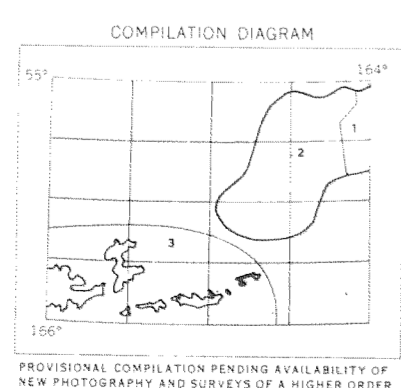 COMPILATION DIAGRAM
55° 164°
1
2
3
166°
PROVISIONAL COMPILATION PENDING AVAILABILITY OF
NEW PHOTOGRAPHY AND SURVEYS OF A HIGHER ORDER